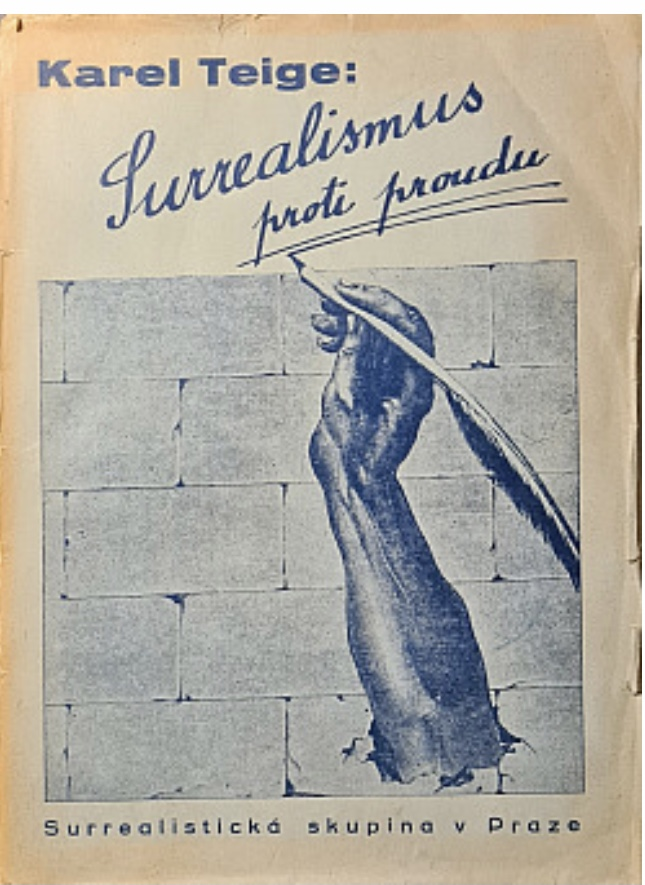 Karel Teige:
Surrealismus
proti proudu
Surrealistická skupina v Praze